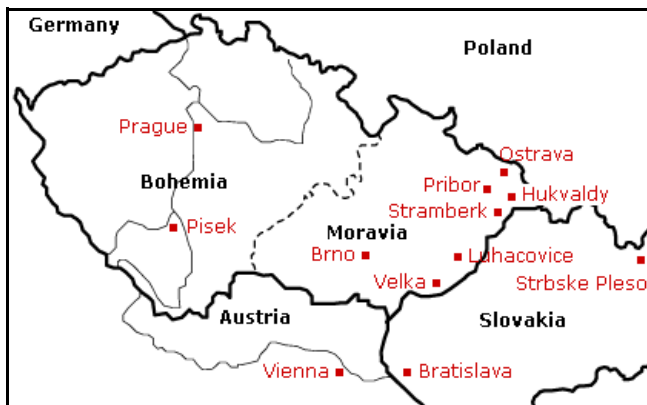 Germany
Poland
Prague
Ostrava
Bohemia
Pribor
Hukvaldy
Stramberk
Pisek
Moravia
Brno
Luhacovice
Velka
Strbske Pleso
Austria
Slovakia
Vienna
Bratislava